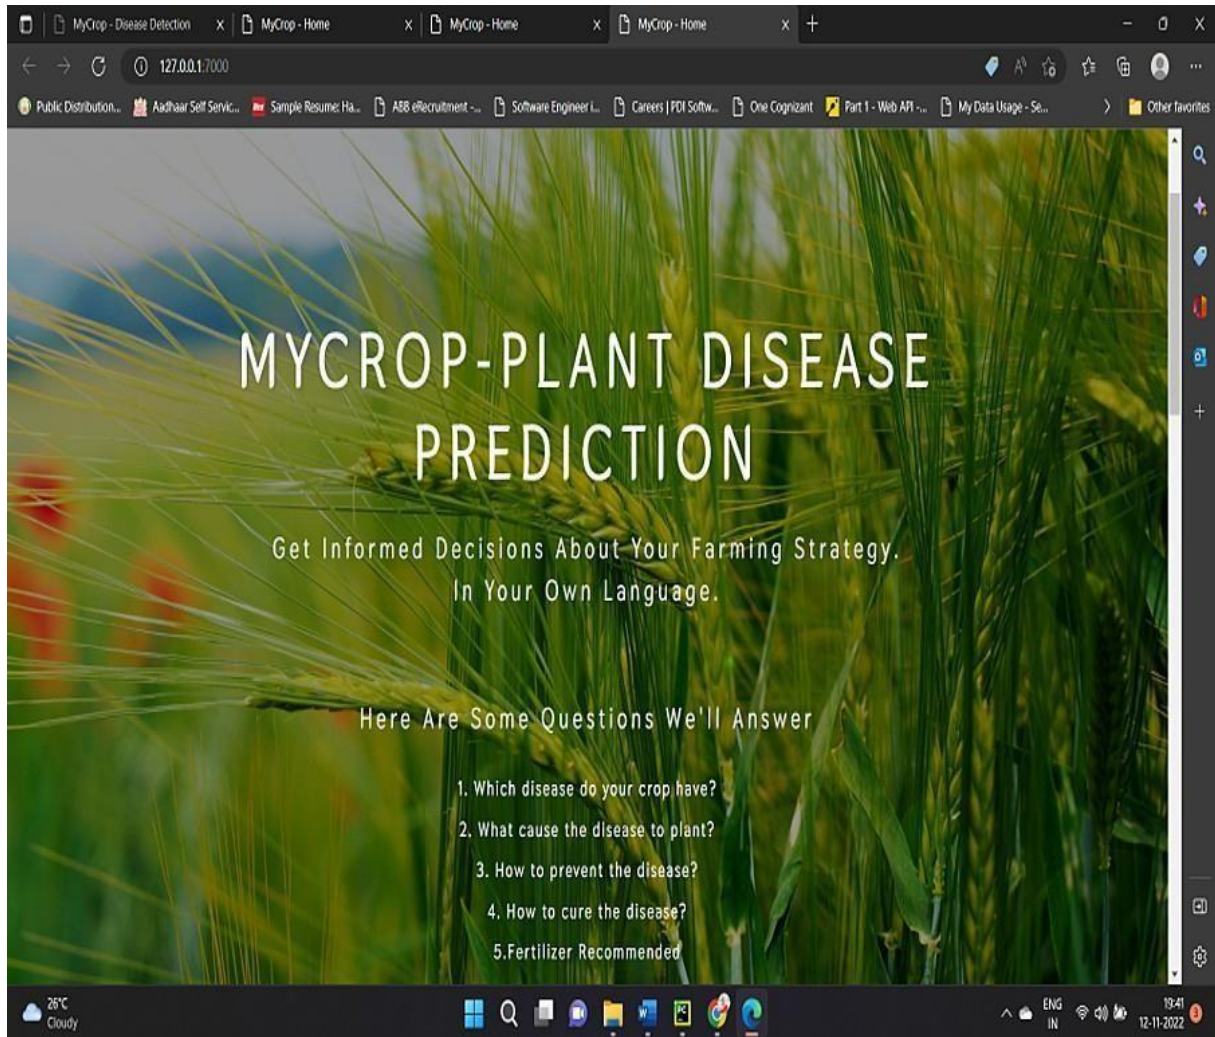 MyCrop - Disease Detection
MyCrop - Home
MyCrop - Home
MyCrop - Home
127.0.0.1:7000
Public Distribution...
Aadhaar Self Servic...
Sample Resume: Ha...
ABB eRecruitment -...
Software Engineer i...
Careers | PDI Softw...
One Cognizant
Part 1 - Web API -...
My Data Usage - Se...
Other favorites
MYCROP-PLANT DISEASE
PREDICTION
Get Informed Decisions About Your Farming Strategy.
In Your Own Language.
Here Are Some Questions We'll Answer
1. Which disease do your crop have?
2. What cause the disease to plant?
3. How to prevent the disease?
4. How to cure the disease?
5.Fertilizer Recommended
26°C
Cloudy
ENG
IN
19:41
12-11-2022
3